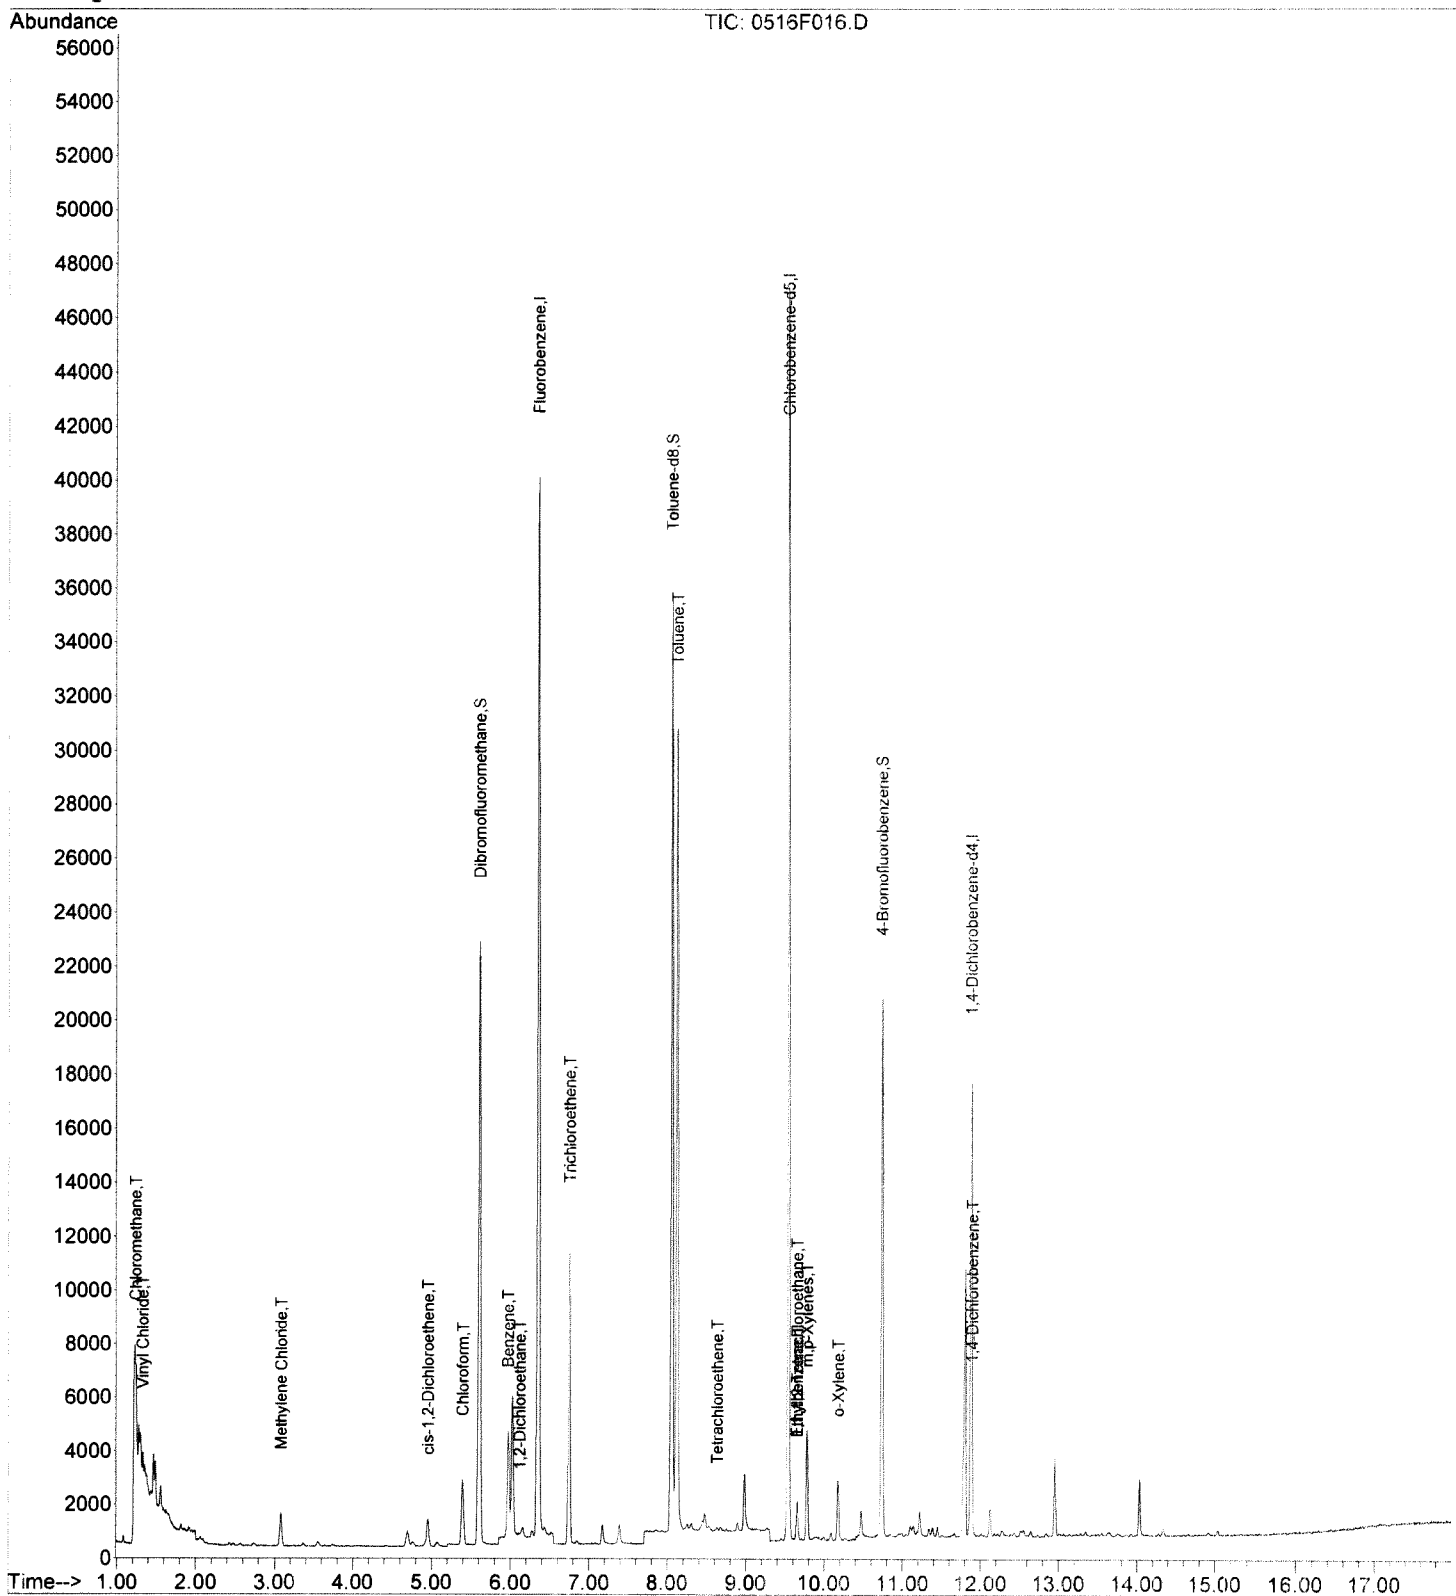 Abundance
TIC: 0516F016.D
56000
54000
52000
50000
48000
46000
44000
42000
40000
38000
36000
34000
32000
30000
28000
26000
24000
22000
20000
18000
16000
14000
12000
10000
8000
6000
4000
2000
0
Chloromethane,T
Vinyl Chloride,T
Methylene Chloride,T
cis-1,2-Dichloroethene,T
Chloroform,T
Dibromofluoromethane,S
Benzene,T
1,2-Dichloroethane,T
Fluorobenzene,I
Trichloroethene,T
Toluene-d8,S
Toluene,T
Tetrachloroethene,T
Chlorobenzene-d5,I
m,p-Xylenes,T
o-Xylene,T
4-Bromofluorobenzene,S
1,4-Dichlorobenzene-d4,I
1,4-Dichlorobenzene,T
Time-->
1.00 2.00 3.00 4.00 5.00 6.00 7.00 8.00 9.00 10.00 11.00 12.00 13.00 14.00 15.00 16.00 17.00